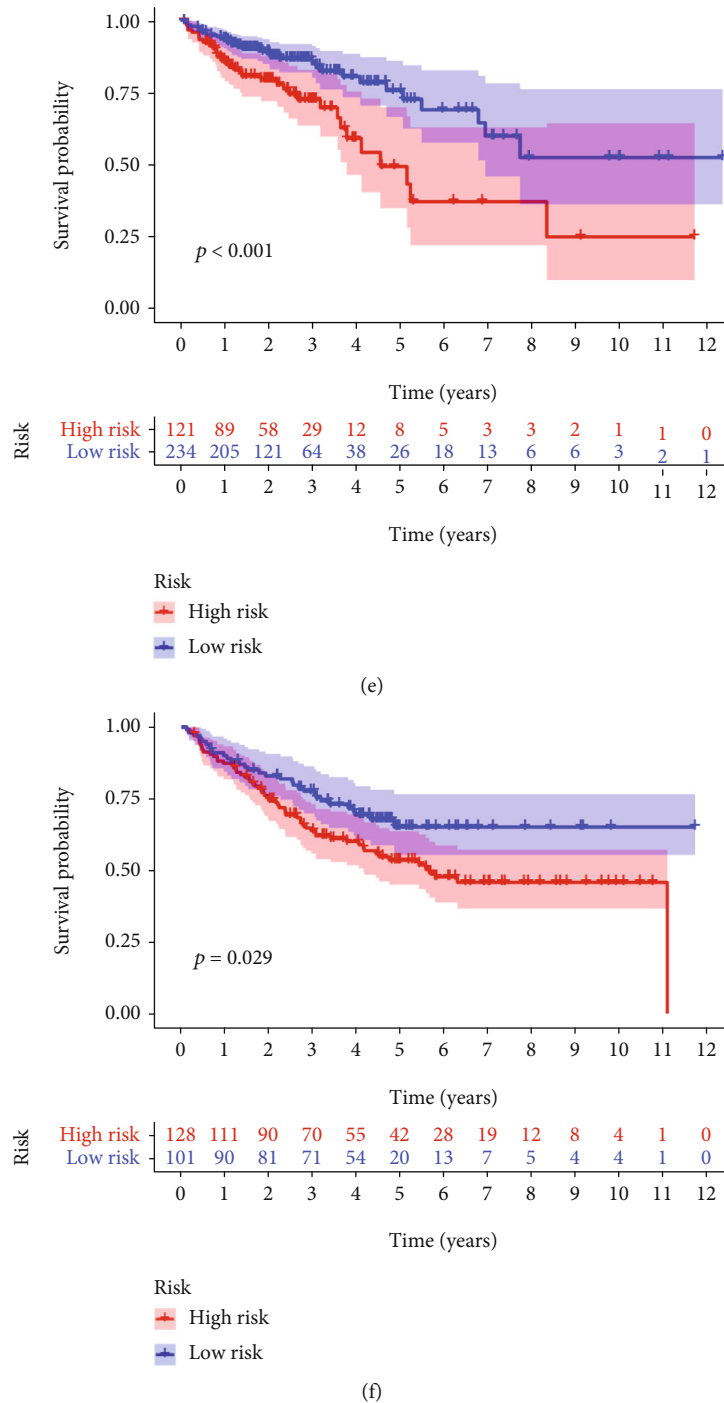 1.00
0.75
0.50
0.25
0.00
Survival probability
p < 0.001
0 1 2 3 4 5 6 7 8 9 10 11 12
Time (years)
Risk
High risk 121 89 58 29 12 8 5 3 3 2 1 1 0
Low risk 234 205 121 64 38 26 18 13 6 6 3 2 1
0 1 2 3 4 5 6 7 8 9 10 11 12
Time (years)
Risk
High risk
Low risk
(e)
1.00
0.75
0.50
0.25
0.00
Survival probability
p = 0.029
0 1 2 3 4 5 6 7 8 9 10 11 12
Time (years)
Risk
High risk 128 111 90 70 55 42 28 19 12 8 4 1 0
Low risk 101 90 81 71 54 20 13 7 5 4 4 1 0
0 1 2 3 4 5 6 7 8 9 10 11 12
Time (years)
Risk
High risk
Low risk
(f)